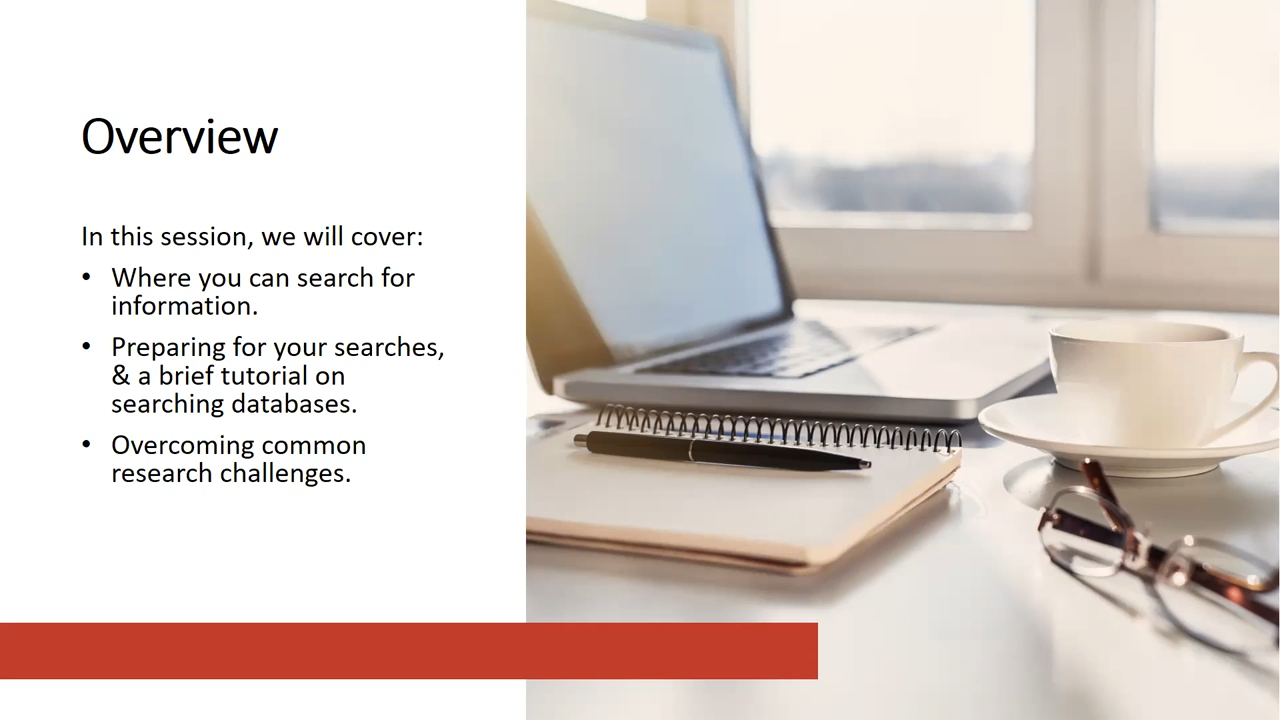 Overview
In this session, we will cover:
• Where you can search for
information.
• Preparing for your searches,
& a brief tutorial on
searching databases.
• Overcoming common
research challenges.